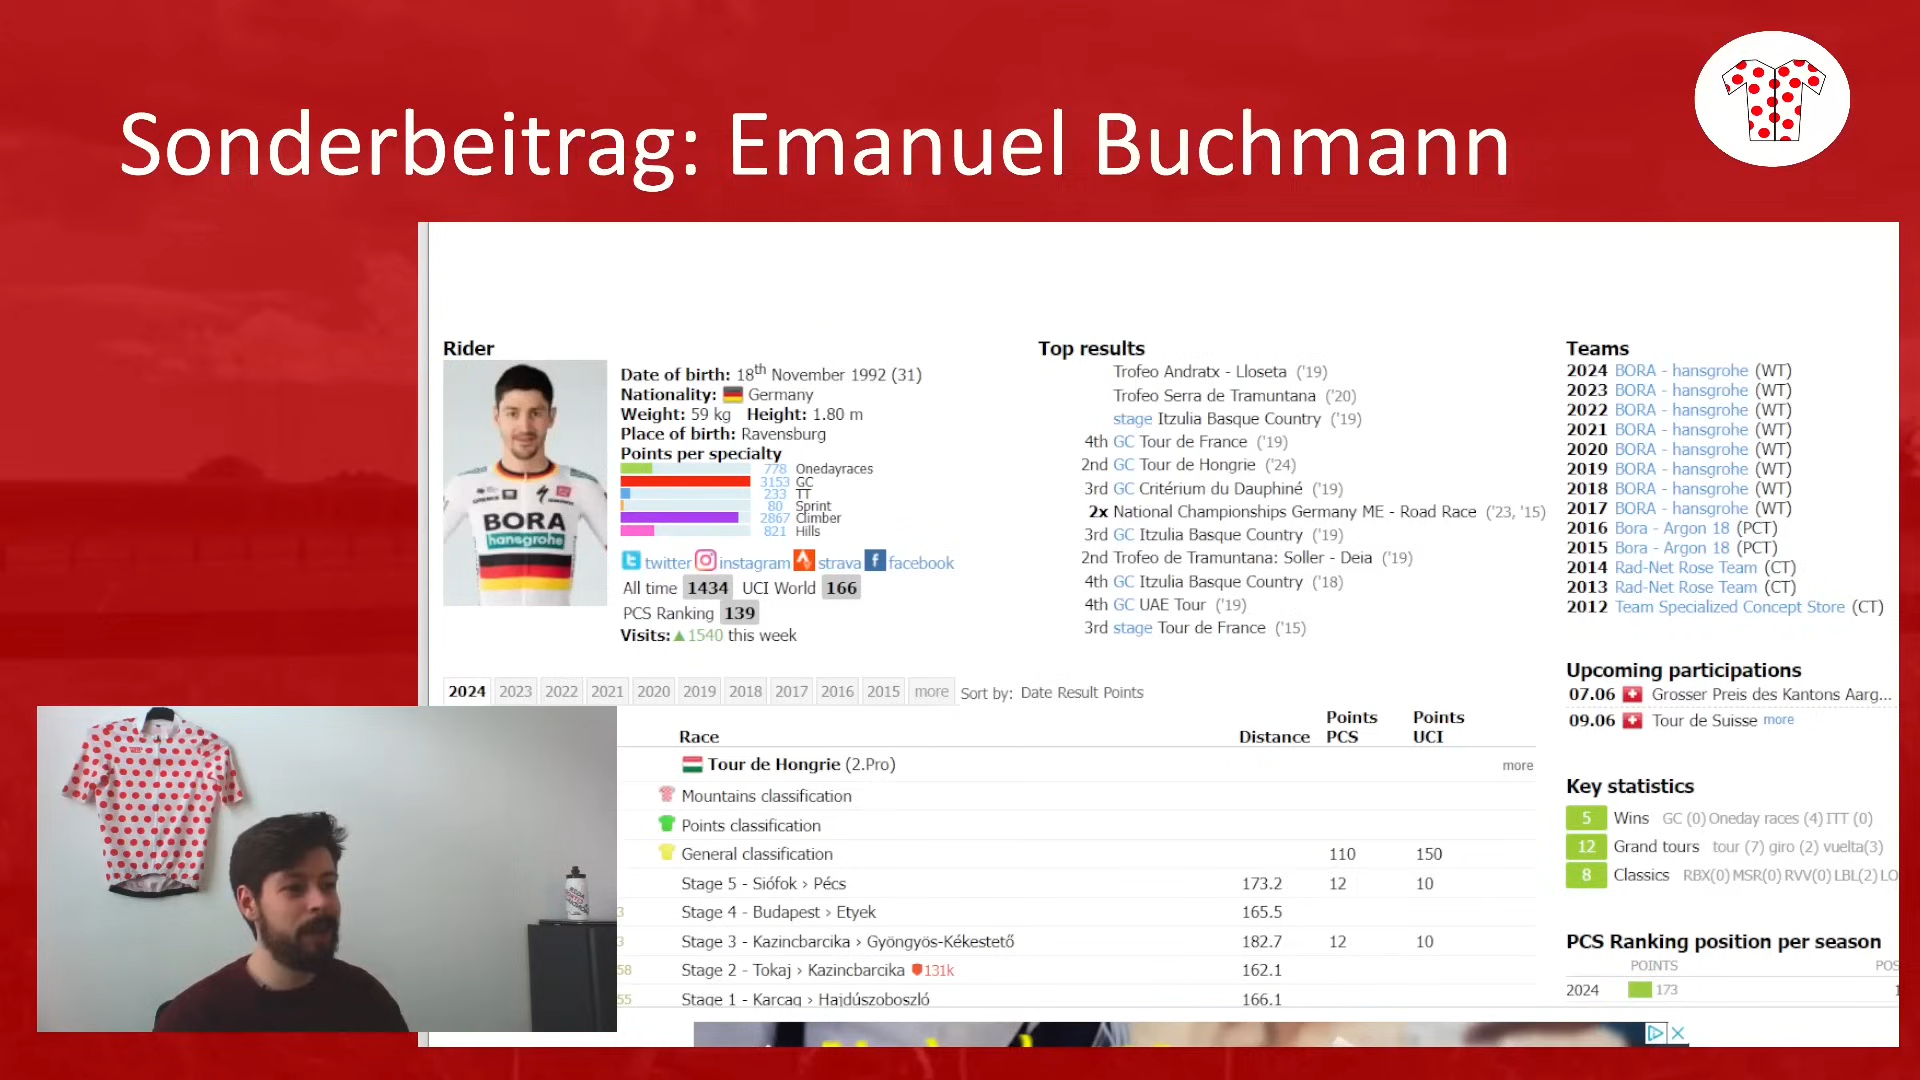 Sonderbeitrag: Emanuel Buchmann
Rider
Date of birth: 18th November 1992 (31)
Nationality: Germany
Weight: 59 kg Height: 1.80 m
Place of birth: Ravensburg
Points per specialty
778 Onedayraces
3153 GC
233 TT
80 Sprint
2867 Climber
821 Hills
twitter instagram strava facebook
All time 1434 UCI World 166
PCS Ranking 139
Visits: ▲1540 this week
BORA
hansgrohe
Top results
Trofeo Andratx - Lloseta ('19)
Trofeo Serra de Tramuntana ('20)
stage Itzulia Basque Country ('19)
4th GC Tour de France ('19)
2nd GC Tour de Hongrie ('24)
3rd GC Critérium du Dauphiné ('19)
2x National Championships Germany ME - Road Race ('23, '15)
3rd GC Itzulia Basque Country ('19)
2nd Trofeo de Tramuntana: Soller - Deia ('19)
4th GC Itzulia Basque Country ('18)
4th GC UAE Tour ('19)
3rd stage Tour de France ('15)
Teams
2024 BORA - hansgrohe (WT)
2023 BORA - hansgrohe (WT)
2022 BORA - hansgrohe (WT)
2021 BORA - hansgrohe (WT)
2020 BORA - hansgrohe (WT)
2019 BORA - hansgrohe (WT)
2018 BORA - hansgrohe (WT)
2017 BORA - hansgrohe (WT)
2016 Bora - Argon 18 (PCT)
2015 Bora - Argon 18 (PCT)
2014 Rad-Net Rose Team (CT)
2013 Rad-Net Rose Team (CT)
2012 Team Specialized Concept Store (CT)
Upcoming participations
07.06 Grosser Preis des Kantons Aarg...
09.06 Tour de Suisse more
Key statistics
5 Wins GC (0) Oneday races (4) ITT (0)
12 Grand tours tour (7) giro (2) vuelta(3)
8 Classics RBX(0) MSR(0) RVV(0) LBL(2) LO
PCS Ranking position per season
POINTS POS
2024 173 1
2024 2023 2022 2021 2020 2019 2018 2017 2016 2015 more Sort by: Date Result Points
Race Distance Points PCS Points UCI
Tour de Hongrie (2.Pro) more
Mountains classification
Points classification
General classification 110 150
Stage 5 - Siófok › Pécs 173.2 12 10
3 Stage 4 - Budapest › Etyek 165.5
3 Stage 3 - Kazincbarcika › Gyöngyös-Kékestető 182.7 12 10
58 Stage 2 - Tokaj › Kazincbarcika 131k 162.1
55 Stage 1 - Karcag › Hajdúszoboszló 166.1